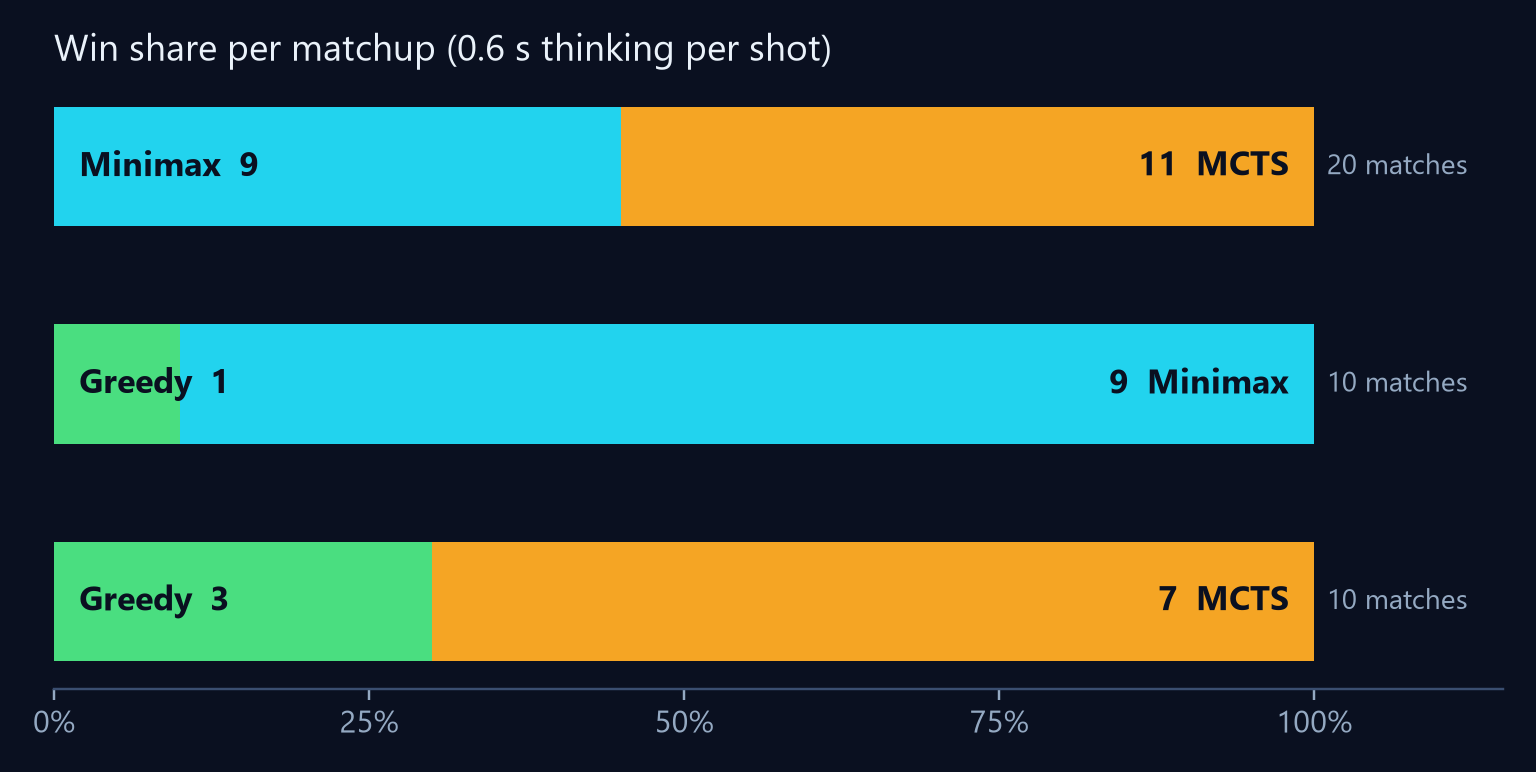 Win share per matchup (0.6 s thinking per shot)
Minimax 9 11 MCTS 20 matches
Greedy 1 9 Minimax 10 matches
Greedy 3 7 MCTS 10 matches
0% 25% 50% 75% 100%